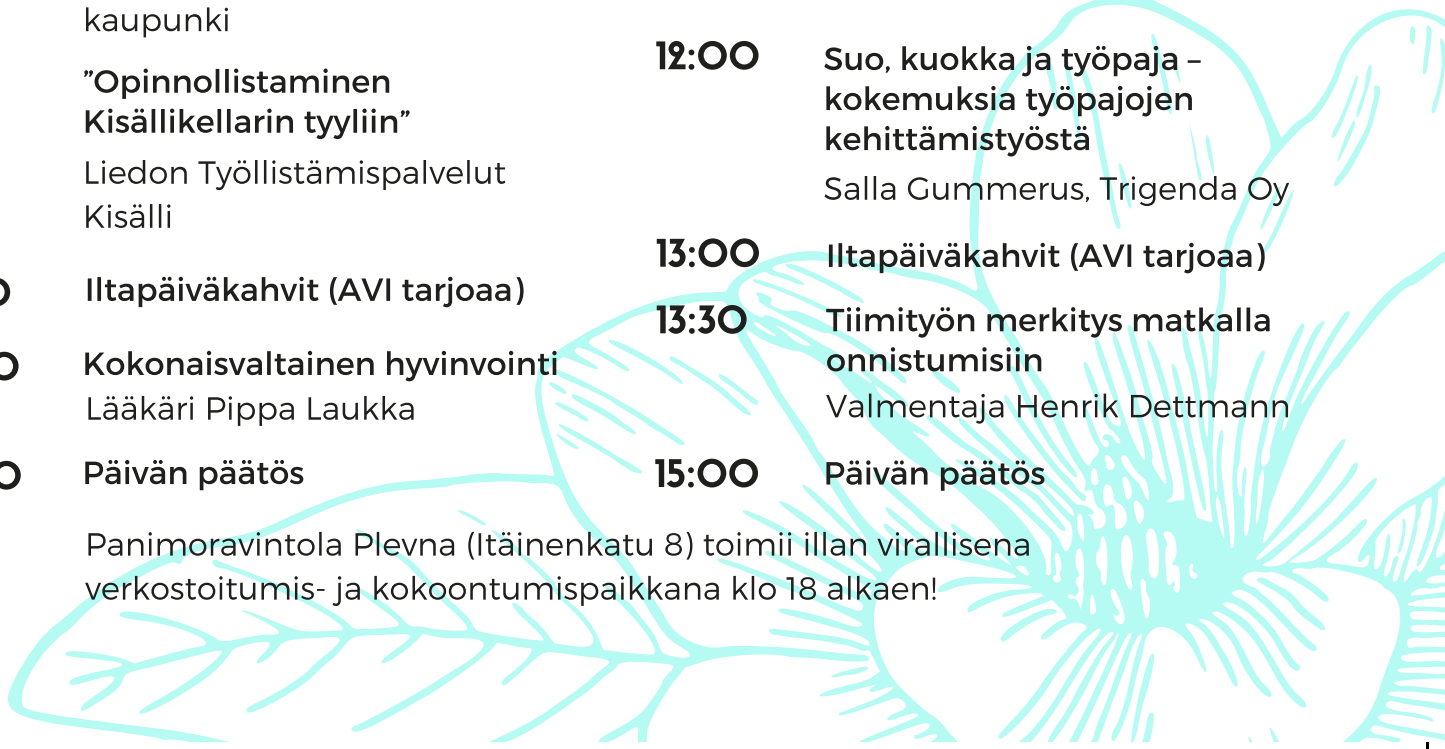 kaupunki
”Opinnollistaminen
Kisällikellarin tyyliin”
Liedon Työllistämispalvelut
Kisälli
Iltapäiväkahvit (AVI tarjoaa)
Kokonaisvaltainen hyvinvointi
Lääkäri Pippa Laukka
Päivän päätös
12:00 Suo, kuokka ja työpaja –
kokemuksia työpajojen
kehittämistyöstä
Salla Gummerus, Trigenda Oy
13:00 Iltapäiväkahvit (AVI tarjoaa)
13:30 Tiimityön merkitys matkalla
onnistumisiin
Valmentaja Henrik Dettmann
15:00 Päivän päätös
Panimoravintola Plevna (Itäinenkatu 8) toimii illan virallisena
verkostoitumis- ja kokoontumispaikkana klo 18 alkaen!